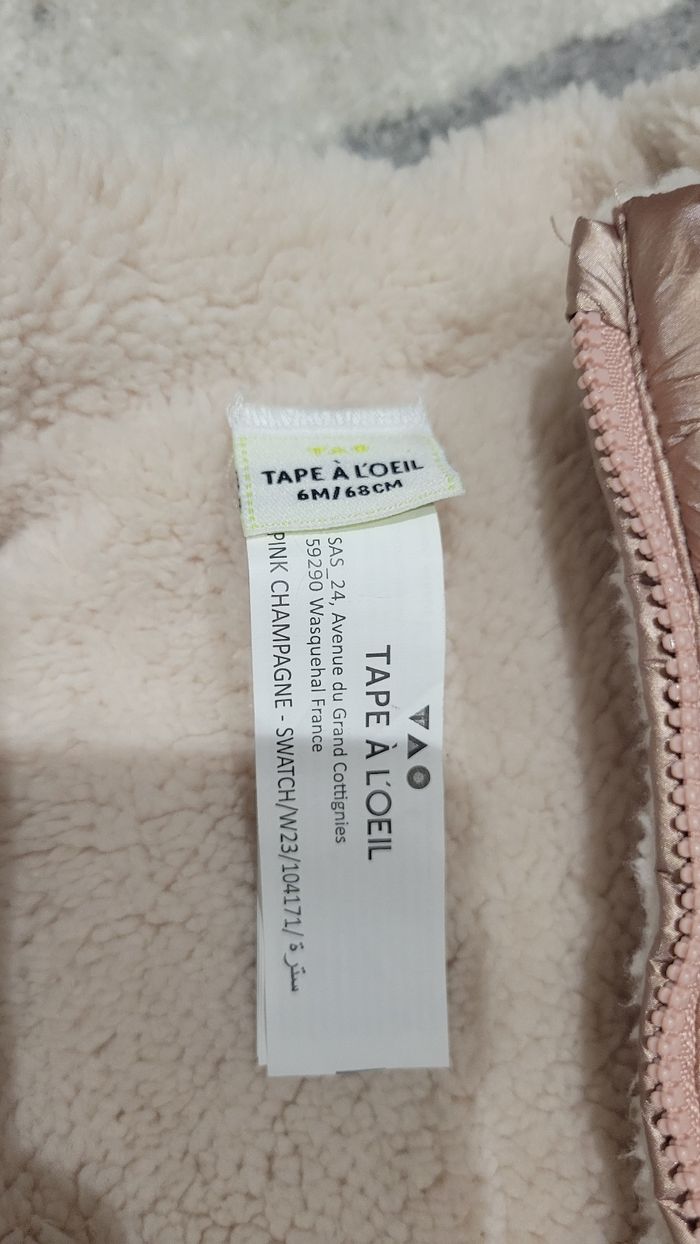 TAO
TAPE À L'OEIL
6M/68CM
TAPE À L'OEIL
SAS_24, Avenue du Grand Cottignies
59290 Wasquehal France
PINK CHAMPAGNE - SWATCH/W23/104171/سترة